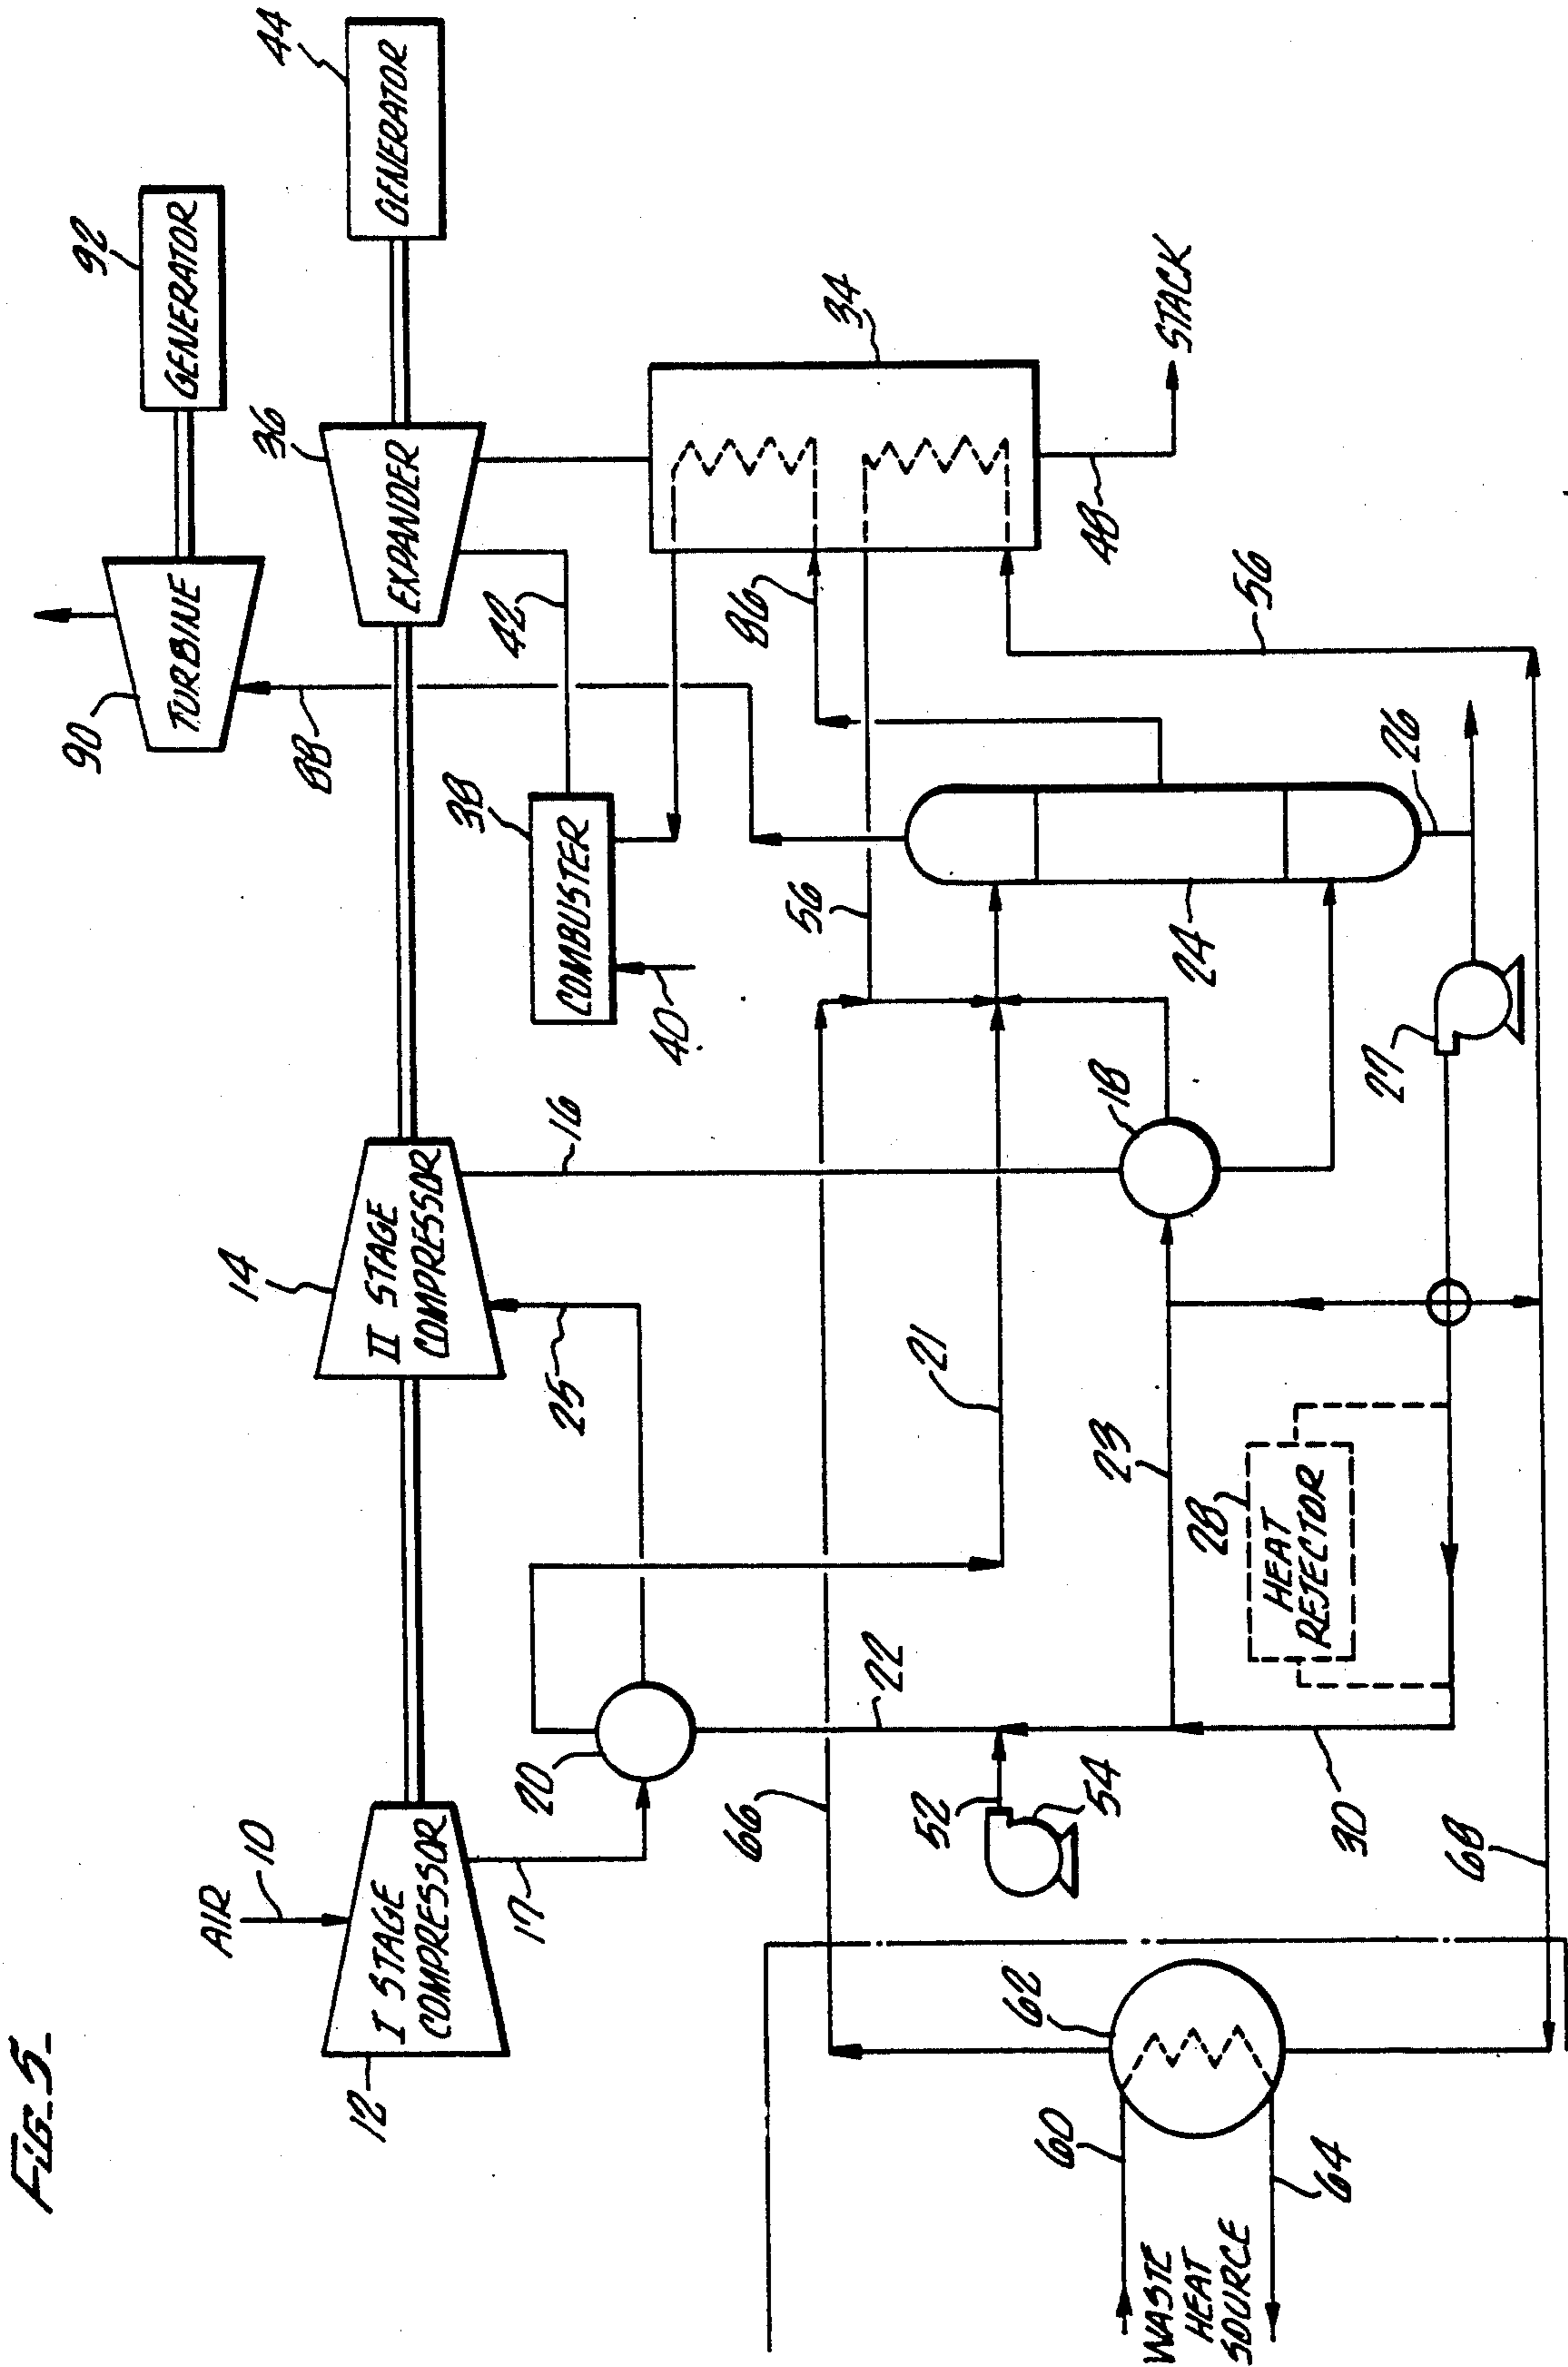 FIG_5_
AIR
10
12
I STAGE
COMPRESSOR
17
20
14
II STAGE
COMPRESSOR
25
16
36
EXPANDER
42
44
GENERATOR
90
TURBINE
88
92
GENERATOR
38
COMBUSTER
40
34
86
48
STACK
56
56
66
22
21
18
23
24
26
27
52
54
28
HEAT
REJECTOR
30
60
62
64
WASTE
HEAT
SOURCE
68